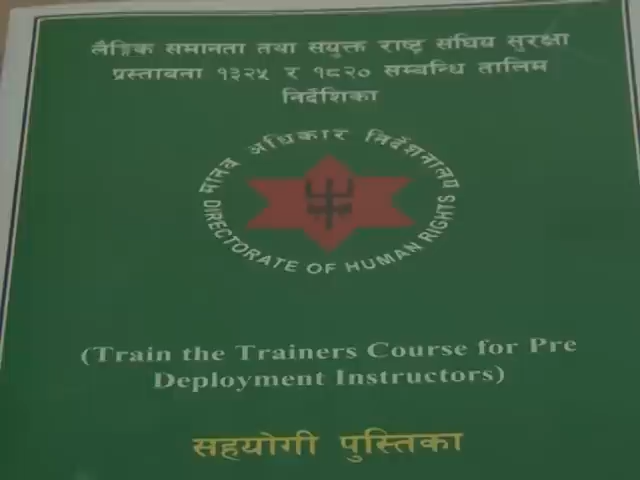 लैङ्गिक समानता तथा संयुक्त राष्ट्र संघिय सुरक्षा
प्रस्तावना १३२५ र १८२० सम्बन्धि तालिम
निर्देशिका
मानव अधिकार निर्देशनालय
DIRECTORATE OF HUMAN RIGHTS
(Train the Trainers Course for Pre
Deployment Instructors)
सहयोगी पुस्तिका